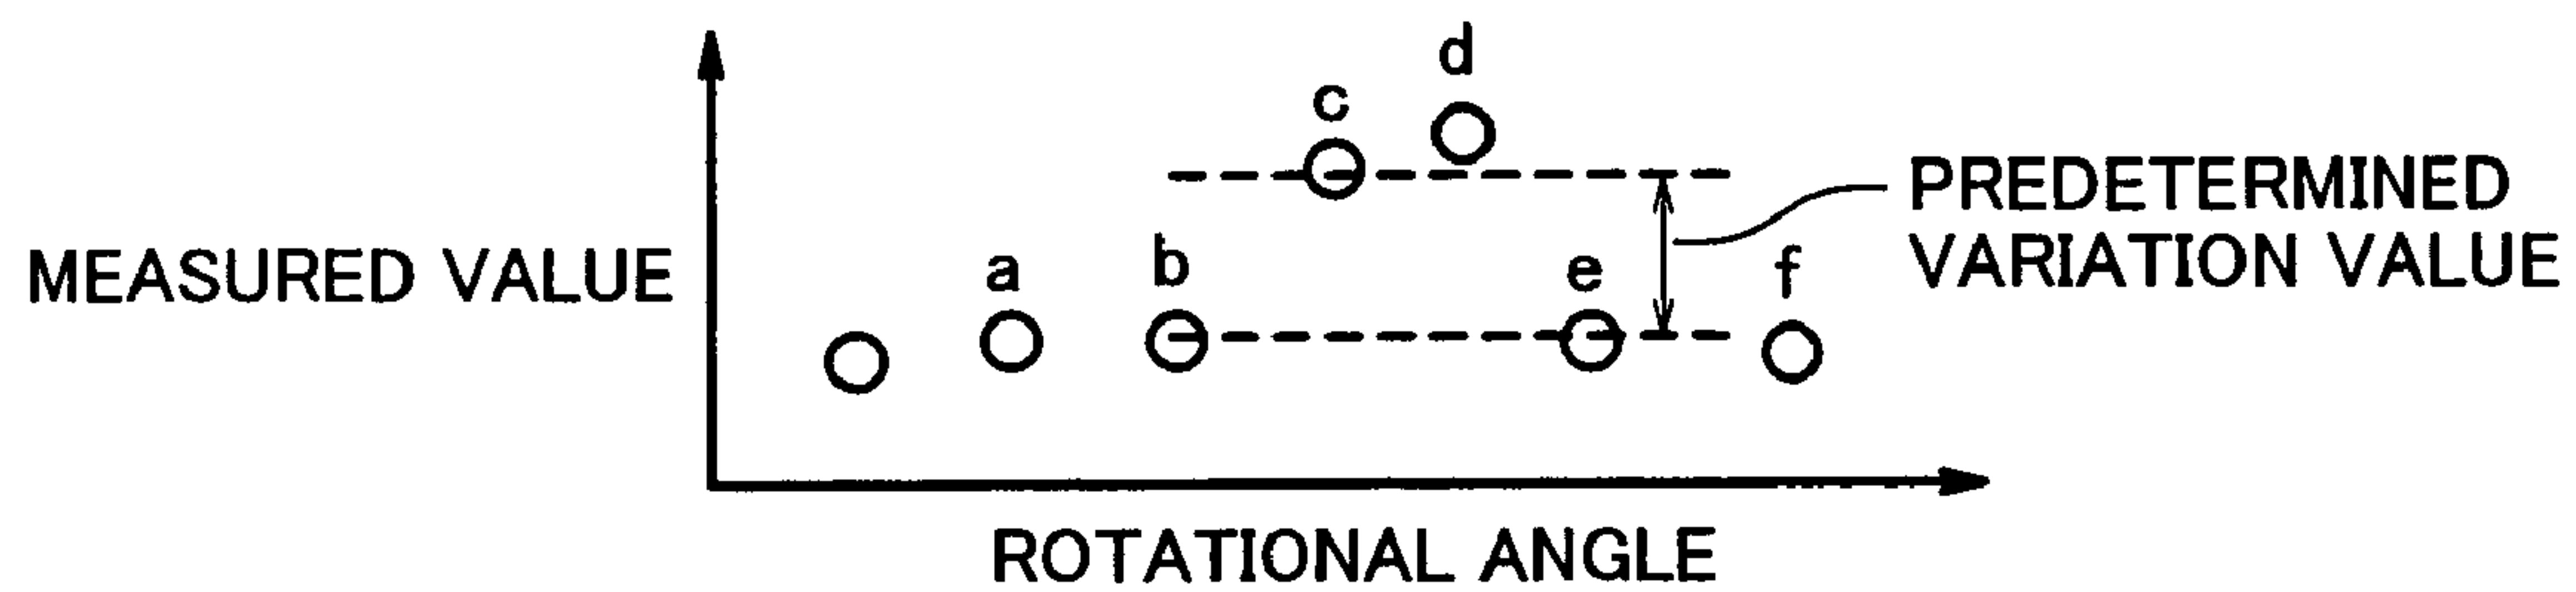 d
c
PREDETERMINED
VARIATION VALUE
MEASURED VALUE
a
b
e
f
ROTATIONAL ANGLE